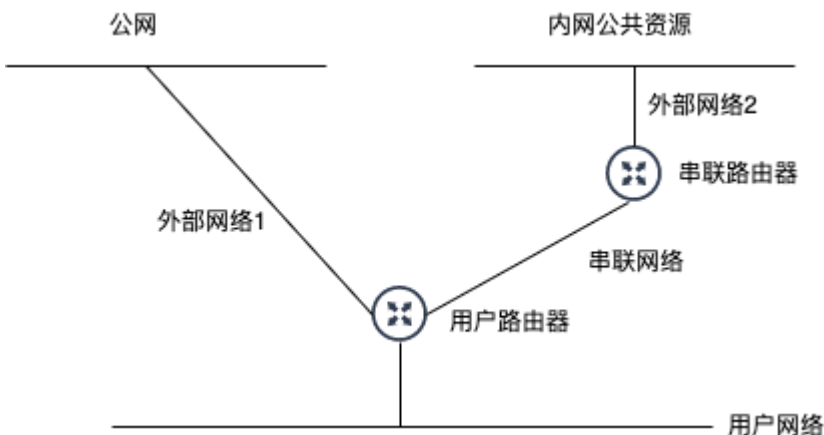 公网
内网公共资源
外部网络2
串联路由器
外部网络1
串联网络
用户路由器
用户网络